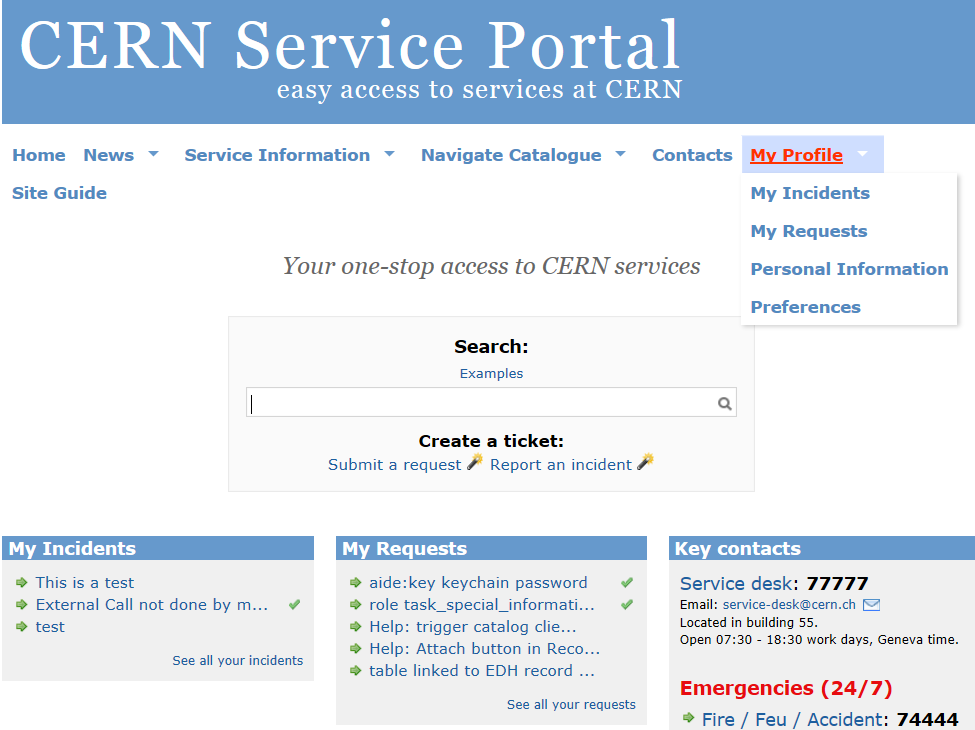 CERN Service Portal
easy access to services at CERN
Home News Service Information Navigate Catalogue Contacts My Profile
Site Guide
My Incidents
My Requests
Personal Information
Preferences
Your one-stop access to CERN services
Search:
Examples
Create a ticket:
Submit a request Report an incident
My Incidents
This is a test
External Call not done by m...
test
See all your incidents
My Requests
aide:key keychain password
role task_special_informati...
Help: trigger catalog clie...
Help: Attach button in Reco...
table linked to EDH record ...
See all your requests
Key contacts
Service desk: 77777
Email: service-desk@cern.ch
Located in building 55.
Open 07:30 - 18:30 work days, Geneva time.
Emergencies (24/7)
Fire / Feu / Accident: 74444